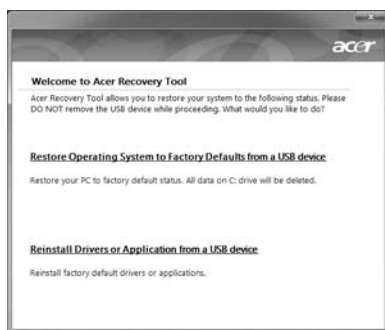 acer
Welcome to Acer Recovery Tool
Acer Recovery Tool allows you to restore your system to the following status. Please
DO NOT remove the USB device while proceeding. What would you like to do?
Restore Operating System to Factory Defaults from a USB device
Restore your PC to factory default status. All data on C: drive will be deleted.
Reinstall Drivers or Application from a USB device
Reinstall factory default drivers or applications.